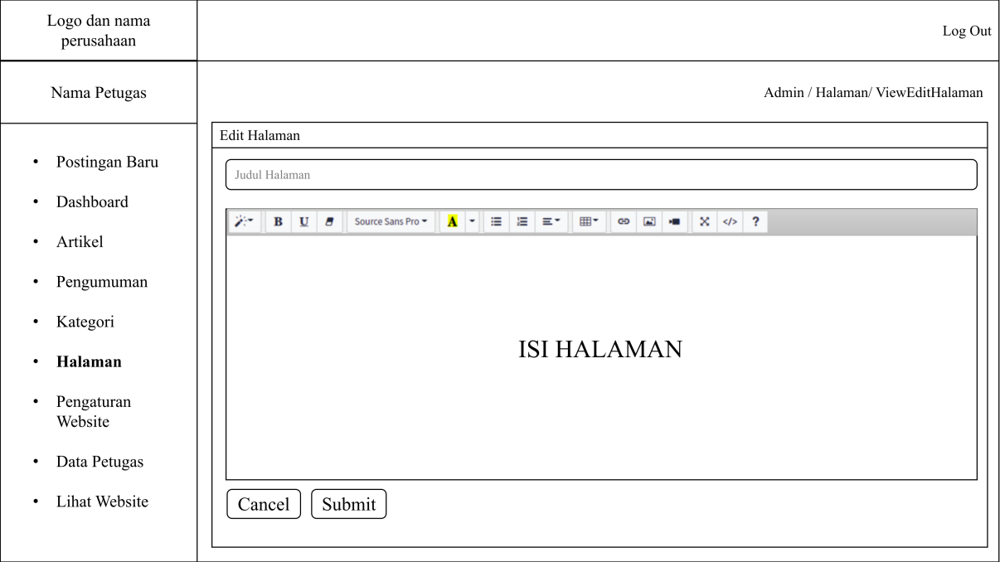 Logo dan nama
perusahaan
Log Out
Nama Petugas
Admin / Halaman/ ViewEditHalaman
• Postingan Baru
• Dashboard
• Artikel
• Pengumuman
• Kategori
• Halaman
• Pengaturan
Website
• Data Petugas
• Lihat Website
Edit Halaman
Judul Halaman
B U Source Sans Pro A </> ?
ISI HALAMAN
Cancel Submit